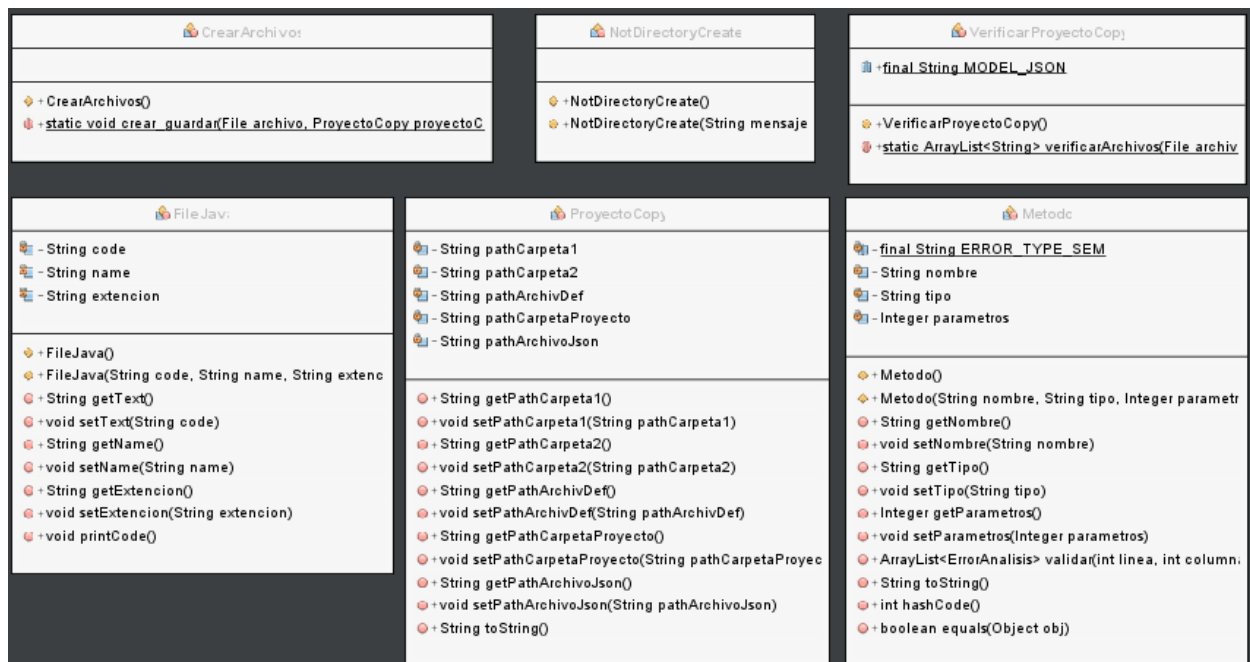 CrearArchivos
+CrearArchivos()
+static void crear_guardar(File archivo, ProyectoCopy proyectoC
NotDirectoryCreate
+NotDirectoryCreate()
+NotDirectoryCreate(String mensaje
VerificarProyectoCopy
+final String MODEL_JSON
+VerificarProyectoCopy()
+static ArrayList<String> verificarArchivos(File archiv
FileJava
-String code
-String name
-String extencion
+FileJava()
+FileJava(String code, String name, String extenc
+String getText()
+void setText(String code)
+String getName()
+void setName(String name)
+String getExtencion()
+void setExtencion(String extencion)
+void printCode()
ProyectoCopy
-String pathCarpeta1
-String pathCarpeta2
-String pathArchivDef
-String pathCarpetaProyecto
-String pathArchivoJson
+String getPathCarpeta1()
+void setPathCarpeta1(String pathCarpeta1)
+String getPathCarpeta2()
+void setPathCarpeta2(String pathCarpeta2)
+String getPathArchivDef()
+void setPathArchivDef(String pathArchivDef)
+String getPathCarpetaProyecto()
+void setPathCarpetaProyecto(String pathCarpetaProyec
+String getPathArchivoJson()
+void setPathArchivoJson(String pathArchivoJson)
+String toString()
Metodo
-final String ERROR_TYPE_SEM
-String nombre
-String tipo
-Integer parametros
+Metodo()
+Metodo(String nombre, String tipo, Integer parametr
+String getNombre()
+void setNombre(String nombre)
+String getTipo()
+void setTipo(String tipo)
+Integer getParametros()
+void setParametros(Integer parametros)
+ArrayList<ErrorAnalisis> validar(int linea, int column
+String toString()
+int hashCode()
+boolean equals(Object obj)